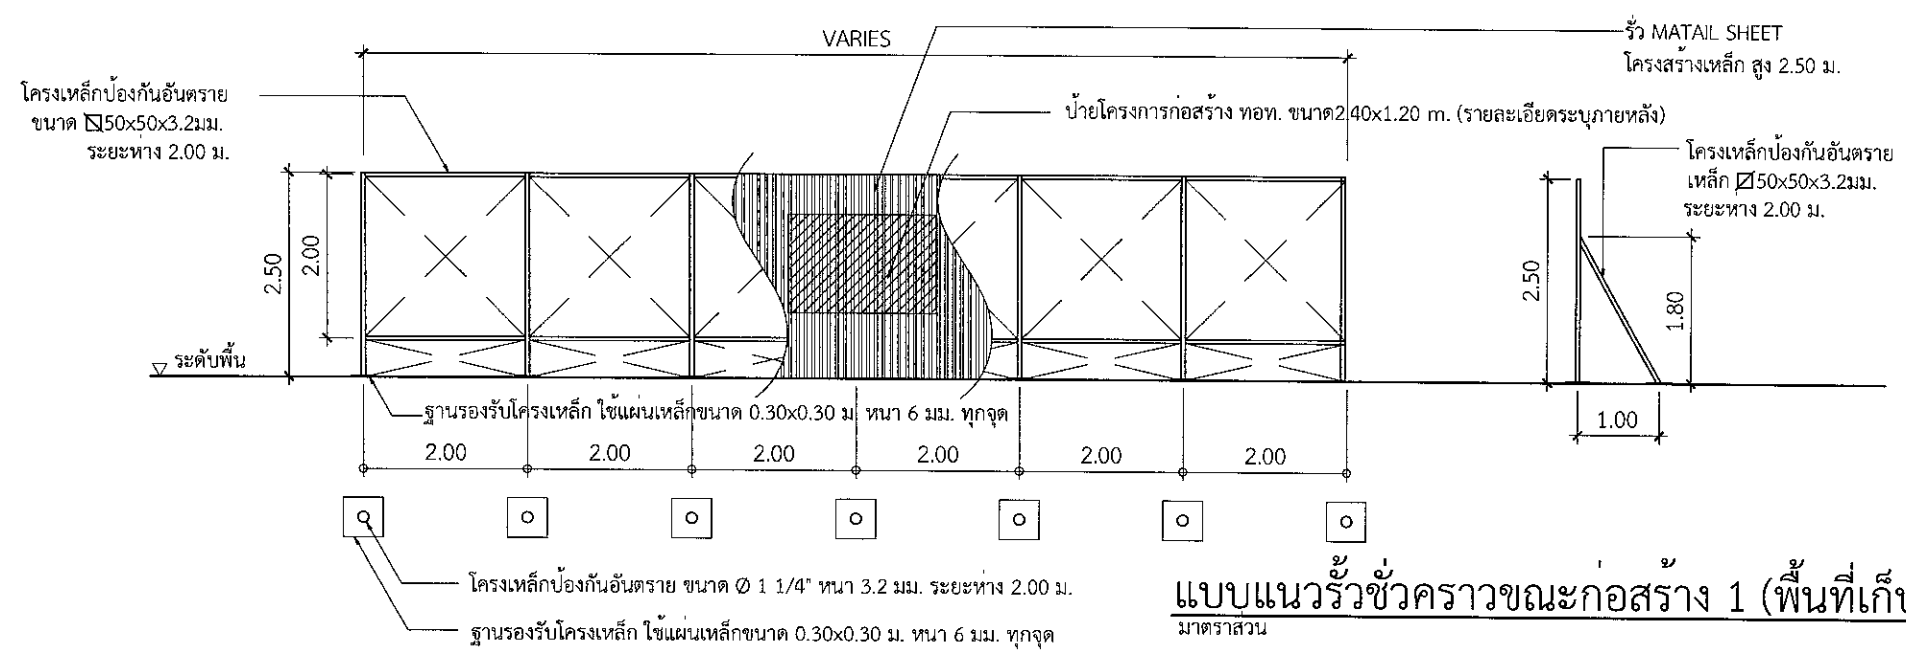 VARIES
รั่ว MATAIL SHEET
โครงสร้างเหล็ก สูง 2.50 ม.
โครงเหล็กป้องกันอันตราย
ขนาด 50x50x3.2มม.
ระยะห่าง 2.00 ม.
ป้ายโครงการก่อสร้าง ทอท. ขนาด2.40x1.20 m. (รายละเอียดระบุภายหลัง)
โครงเหล็กป้องกันอันตราย
เหล็ก 50x50x3.2มม.
ระยะห่าง 2.00 ม.
2.50
2.00
2.50
1.80
ระดับพื้น
ฐานรองรับโครงเหล็ก ใช้แผ่นเหล็กขนาด 0.30x0.30 ม หนา 6 มม. ทุกจุด
1.00
2.00 2.00 2.00 2.00 2.00 2.00
โครงเหล็กป้องกันอันตราย ขนาด Ø 1 1/4" หนา 3.2 มม. ระยะห่าง 2.00 ม.
ฐานรองรับโครงเหล็ก ใช้แผ่นเหล็กขนาด 0.30x0.30 ม. หนา 6 มม. ทุกจุด
แบบแนวรั้วชั่วคราวขณะก่อสร้าง 1 (พื้นที่เก็บ
มาตราส่วน